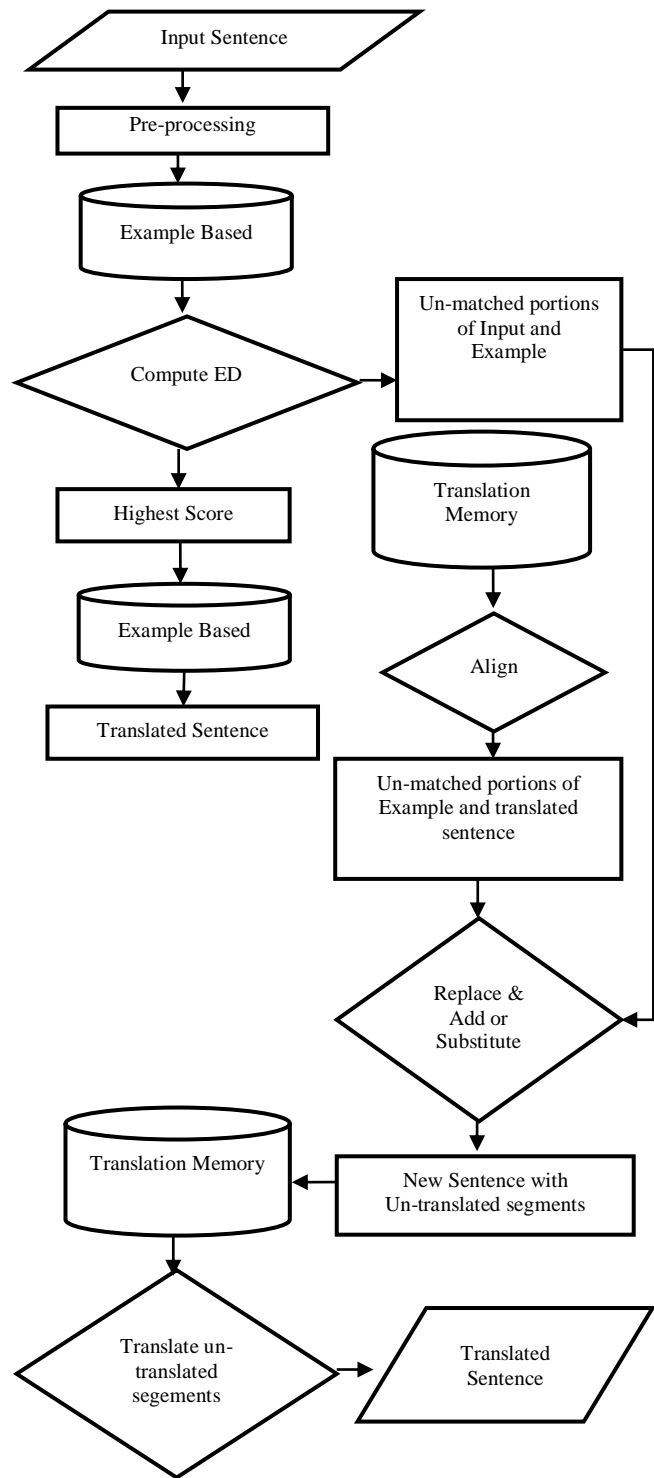 Input Sentence
Pre-processing
Example Based
Compute ED
Un-matched portions
of Input and
Example
Highest Score
Example Based
Translated Sentence
Translation
Memory
Align
Un-matched portions of
Example and translated
sentence
Replace &
Add or
Substitute
New Sentence with
Un-translated segments
Translation Memory
Translate un-
translated
segements
Translated
Sentence